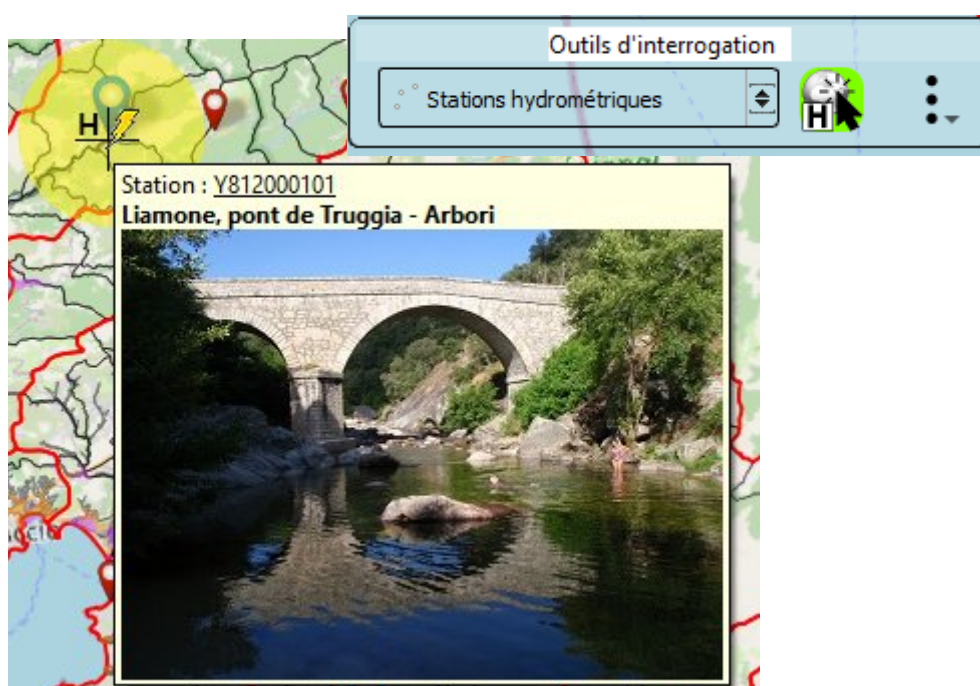 Outils d'interrogation
Stations hydrométriques
H
H
Station : Y812000101
Liamone, pont de Truggia - Arbori